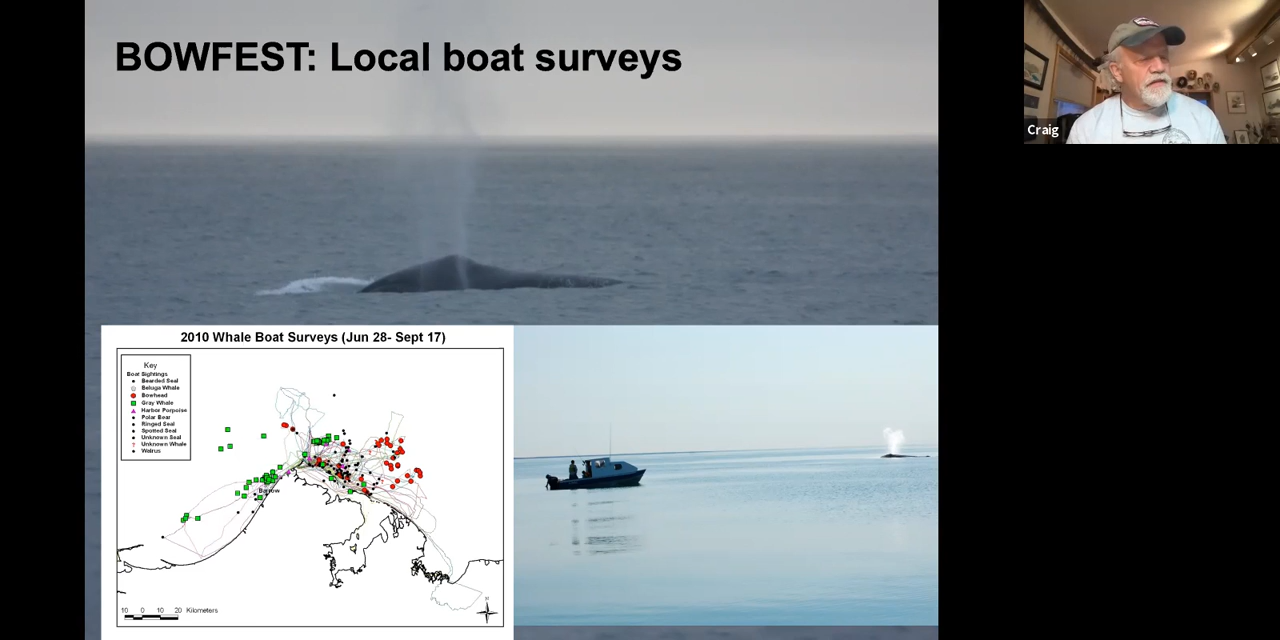 BOWFEST: Local boat surveys
Craig
2010 Whale Boat Surveys (Jun 28- Sept 17)
Key
Boat Sightings
Bearded Seal
Beluga Whale
Bowhead
Gray Whale
Harbor Porpoise
Polar Bear
Ringed Seal
Spotted Seal
Unknown Seal
Unknown Whale
Walrus
Barrow
10 0 10 20 Kilometers
N